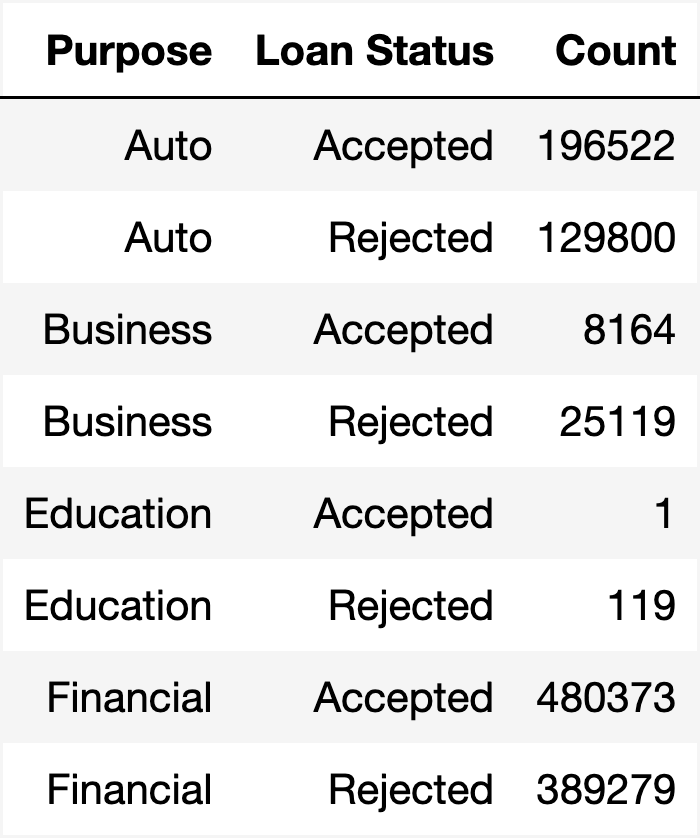 Purpose Loan Status Count
Auto Accepted 196522
Auto Rejected 129800
Business Accepted 8164
Business Rejected 25119
Education Accepted 1
Education Rejected 119
Financial Accepted 480373
Financial Rejected 389279